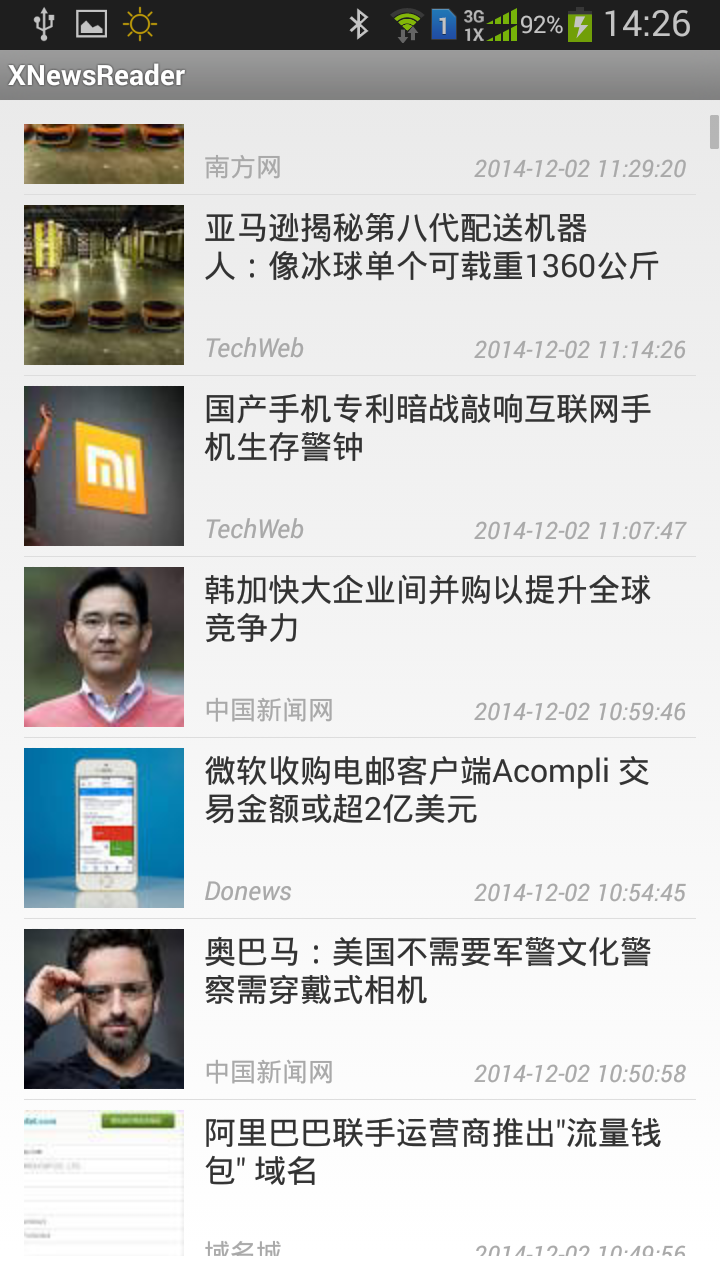 1
3G
1X
92%
14:26
XNewsReader
南方网
2014-12-02 11:29:20
亚马逊揭秘第八代配送机器
人：像冰球单个可载重1360公斤
TechWeb
2014-12-02 11:14:26
国产手机专利暗战敲响互联网手
机生存警钟
TechWeb
2014-12-02 11:07:47
韩加快大企业间并购以提升全球
竞争力
中国新闻网
2014-12-02 10:59:46
微软收购电邮客户端Acompli 交
易金额或超2亿美元
Donews
2014-12-02 10:54:45
奥巴马：美国不需要军警文化警
察需穿戴式相机
中国新闻网
2014-12-02 10:50:58
阿里巴巴联手运营商推出"流量钱
包" 域名
域名城
2014-12-02 10:49:56